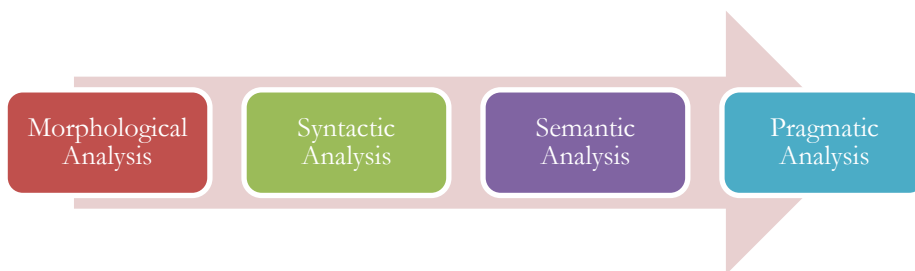 Morphological
Analysis
Syntactic
Analysis
Semantic
Analysis
Pragmatic
Analysis